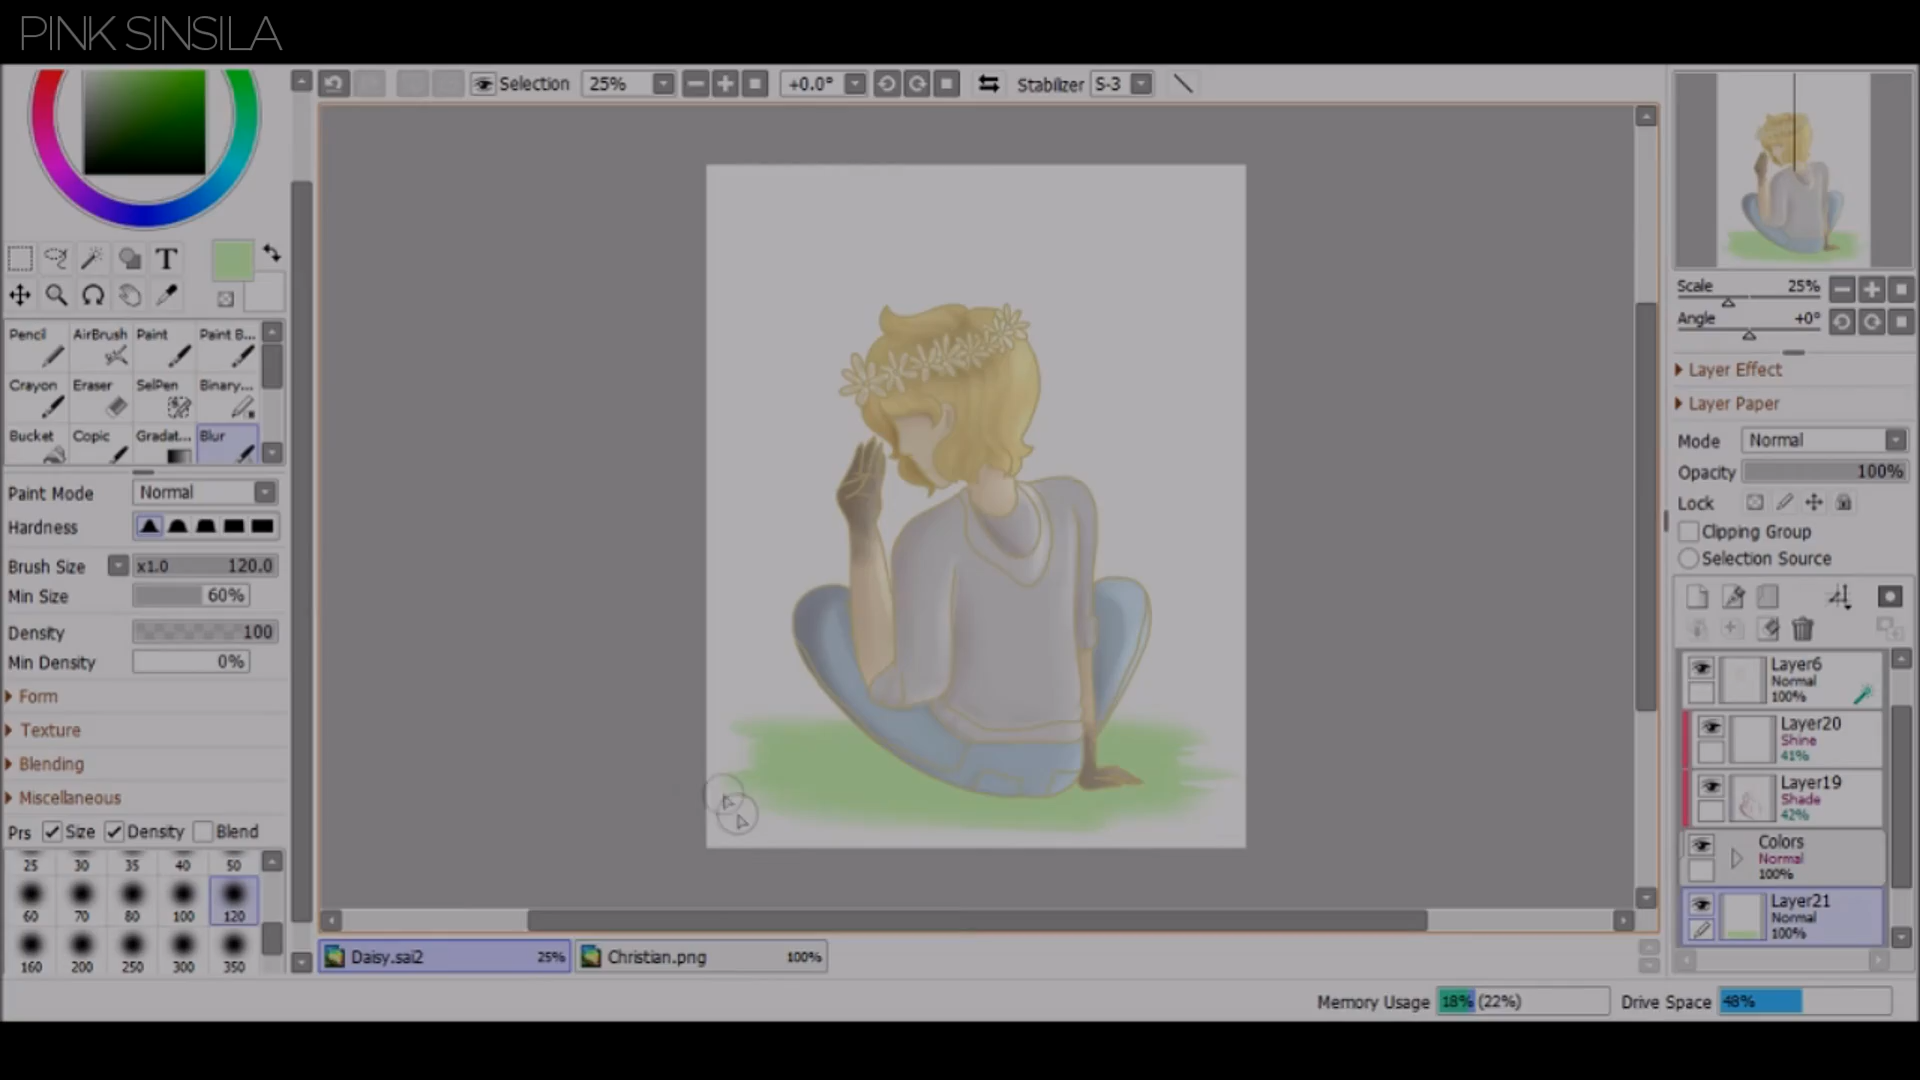 PINK SINSILA
Selection 25% +0.0° Stabilizer S-3
T
Pencil AirBrush Paint Paint B...
Crayon Eraser SelPen Binary...
Bucket Copic Gradat... Blur
Paint Mode Normal
Hardness
Brush Size x1.0 120.0
Min Size 60%
Density 100
Min Density 0%
Form
Texture
Blending
Miscellaneous
Prs Size Density Blend
25 30 35 40 50
60 70 80 100 120
160 200 250 300 350
Daisy.sai2 25% Christian.png 100%
Scale 25%
Angle +0°
Layer Effect
Layer Paper
Mode Normal
Opacity 100%
Lock
Clipping Group
Selection Source
Layer6
Normal
100%
Layer20
Shine
41%
Layer19
Shade
42%
Colors
Normal
100%
Layer21
Normal
100%
Memory Usage 18% (22%) Drive Space 48%